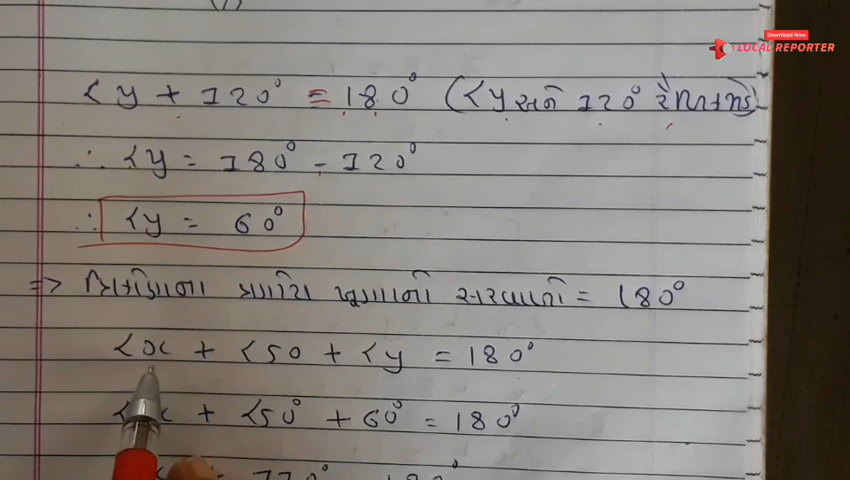 Download Now
LOCAL REPORTER
<y + 120° = 180° (<y અને 120° રૈખિક જોડ)
∴ <y = 180° - 120°
∴ <y = 60°
=> ત્રિકોણના ત્રણેય ખૂણાનો સરવાળો = 180°
<x + <50 + <y = 180°
<x + <50° + 60° = 180°